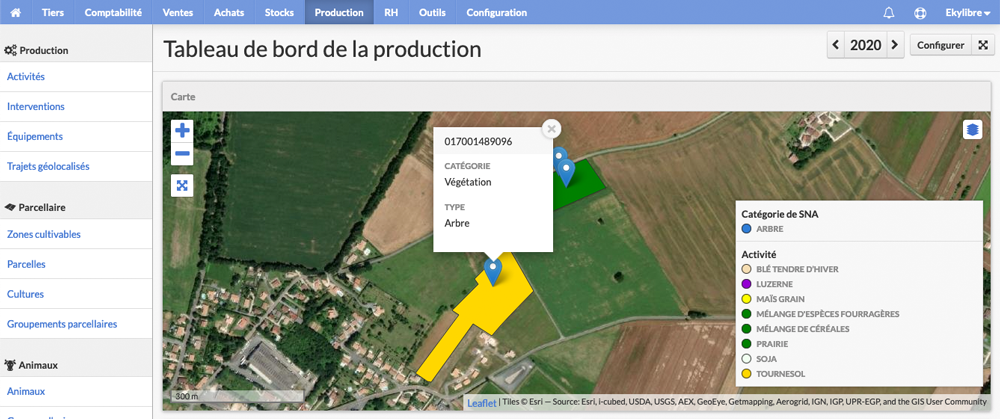 Tiers Comptabilité Ventes Achats Stocks Production RH Outils Configuration Ekylibre
Production
Activités
Interventions
Équipements
Trajets géolocalisés
Parcellaire
Zones cultivables
Parcelles
Cultures
Groupements parcellaires
Animaux
Animaux
Tableau de bord de la production
2020
Configurer
Carte
017001489096
CATÉGORIE
Végétation
TYPE
Arbre
Catégorie de SNA
ARBRE
Activité
BLÉ TENDRE D'HIVER
LUZERNE
MAÏS GRAIN
MÉLANGE D'ESPÈCES FOURRAGÈRES
MÉLANGE DE CÉRÉALES
PRAIRIE
SOJA
TOURNESOL
300 m
Leaflet | Tiles © Esri — Source: Esri, i-cubed, USDA, USGS, AEX, GeoEye, Getmapping, Aerogrid, IGN, IGP, UPR-EGP, and the GIS User Community